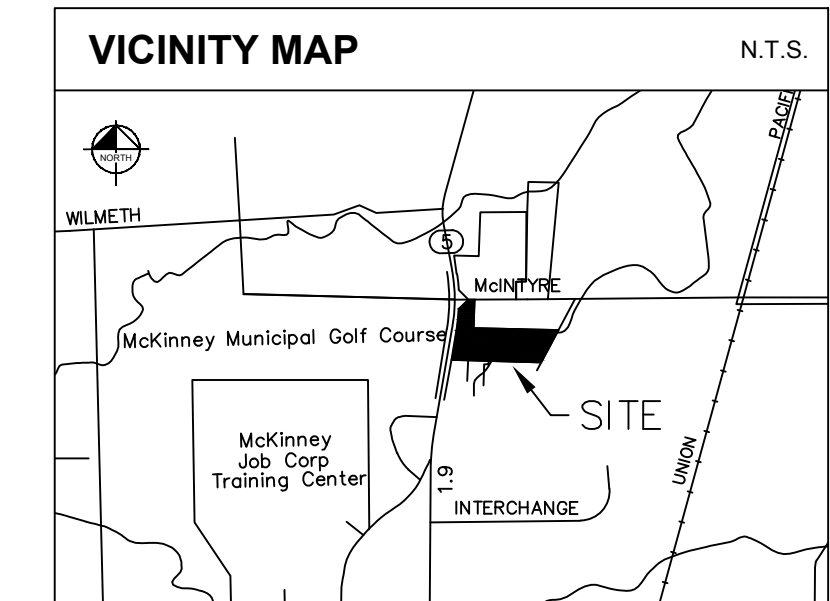 VICINITY MAP
N.T.S.
PACIFI
NORTH
WILMETH
5
McINTYRE
McKinney Municipal Golf Course
SITE
McKinney
Job Corp
Training Center
1.9
UNION
INTERCHANGE